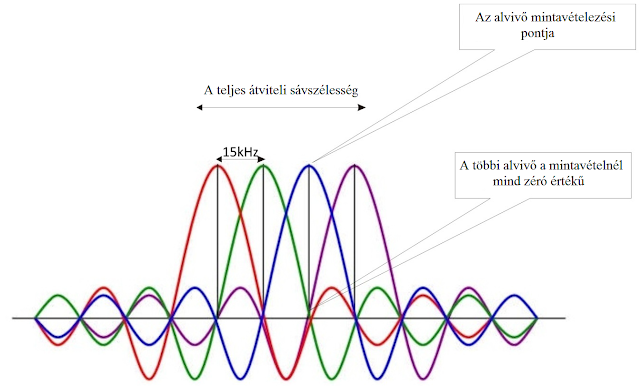 Az alvivő mintavételezési
pontja
A teljes átviteli sávszélesség
15kHz
A többi alvivő a mintavételnél
mind zéró értékű